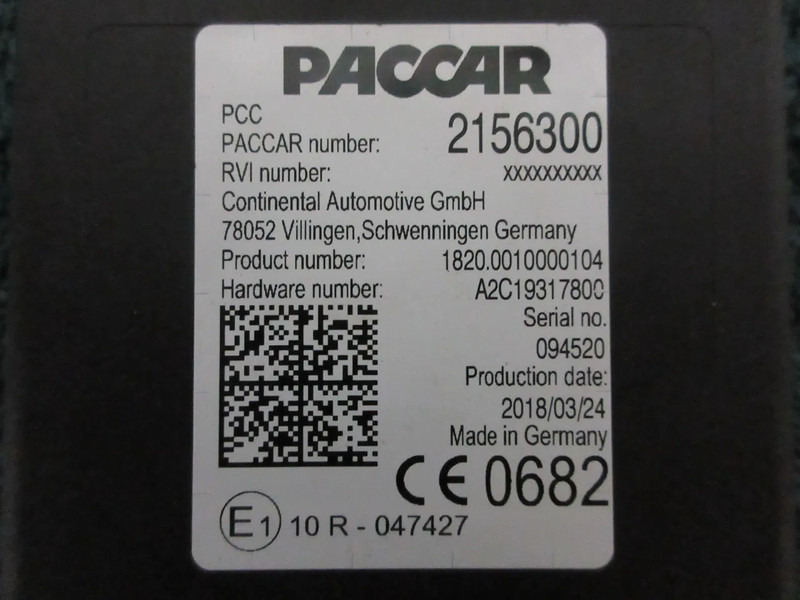 PACCAR
PCC
PACCAR number: 2156300
RVI number: xxxxxxxxxx
Continental Automotive GmbH
78052 Villingen,Schwenningen Germany
Product number: 1820.0010000104
Hardware number: A2C19317800
Serial no.
094520
Production date:
2018/03/24
Made in Germany
CE 0682
E1 10 R - 047427